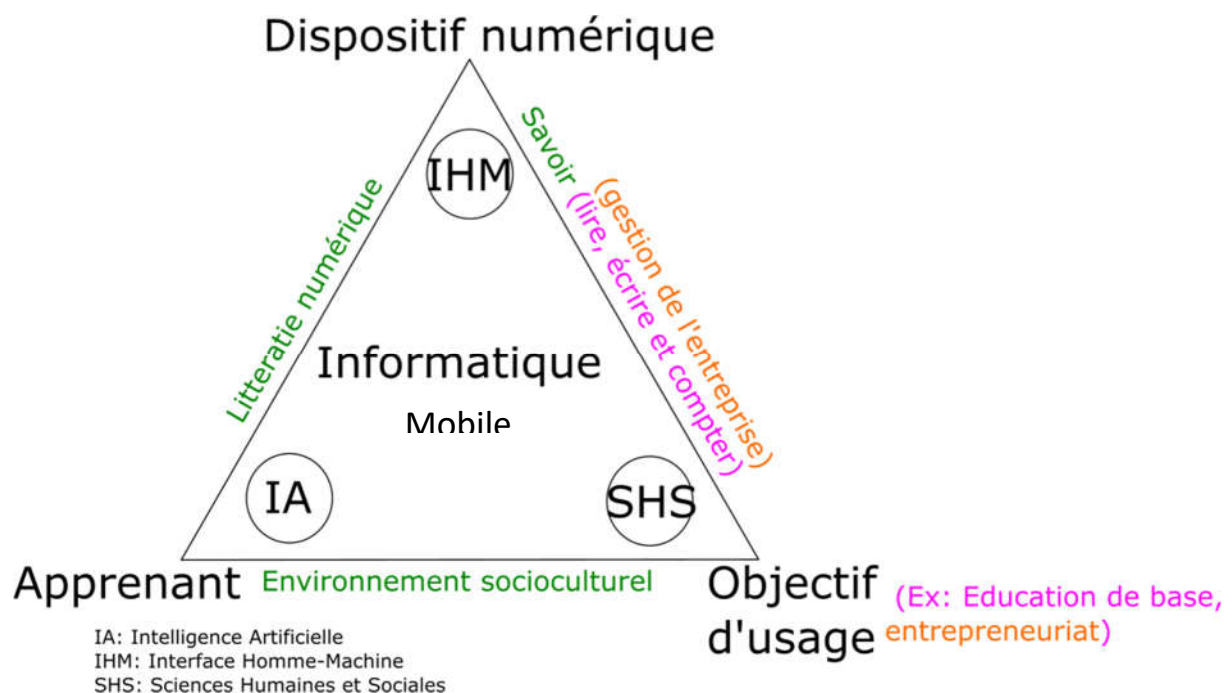 Dispositif numérique
IHM
Savoir (lire, écrire et compter)
(gestion de l'entreprise)
Litteratie numérique
Informatique
Mobile
IA
SHS
Apprenant
Environnement socioculturel
Objectif
d'usage
(Ex: Education de base,
entrepreneuriat)
IA: Intelligence Artificielle
IHM: Interface Homme-Machine
SHS: Sciences Humaines et Sociales